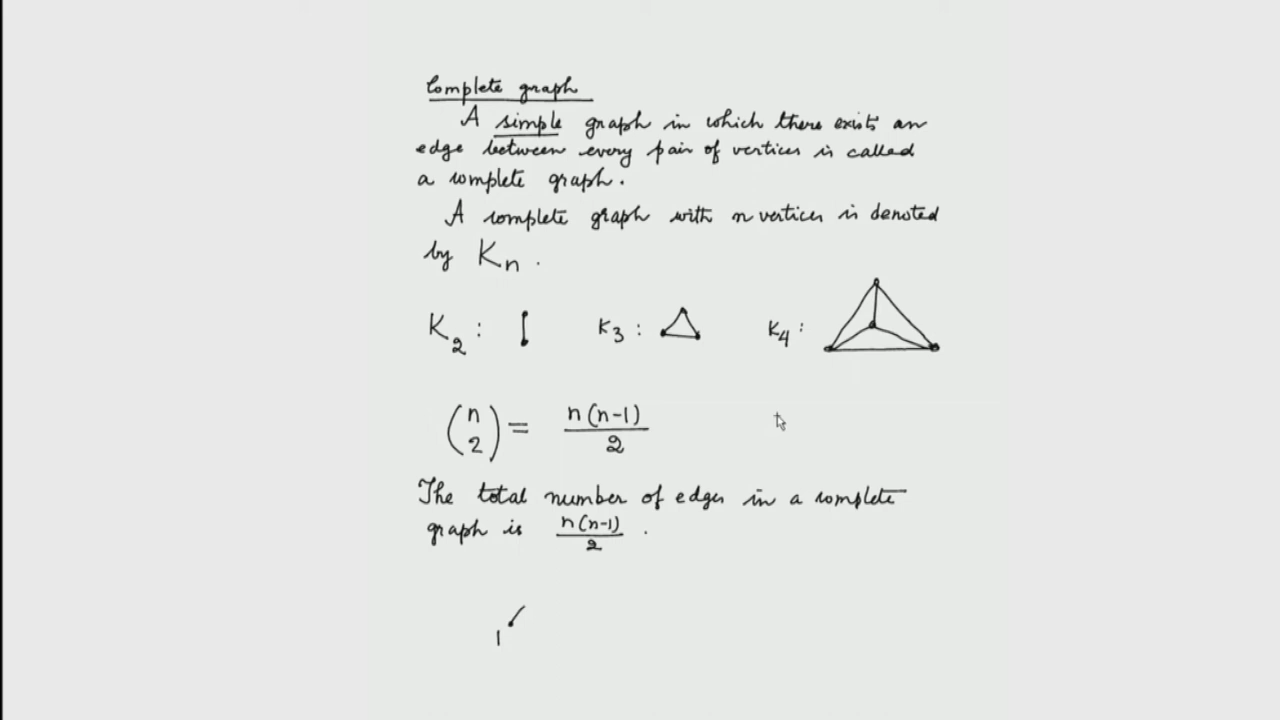 Complete graph
A simple graph in which there exists an
edge between every pair of vertices is called
a complete graph.
A complete graph with n vertices is denoted
by Kn.
K2 : K3 : K4 :
(n 2) = n(n-1)/2
The total number of edges in a complete
graph is n(n-1)/2 .
1